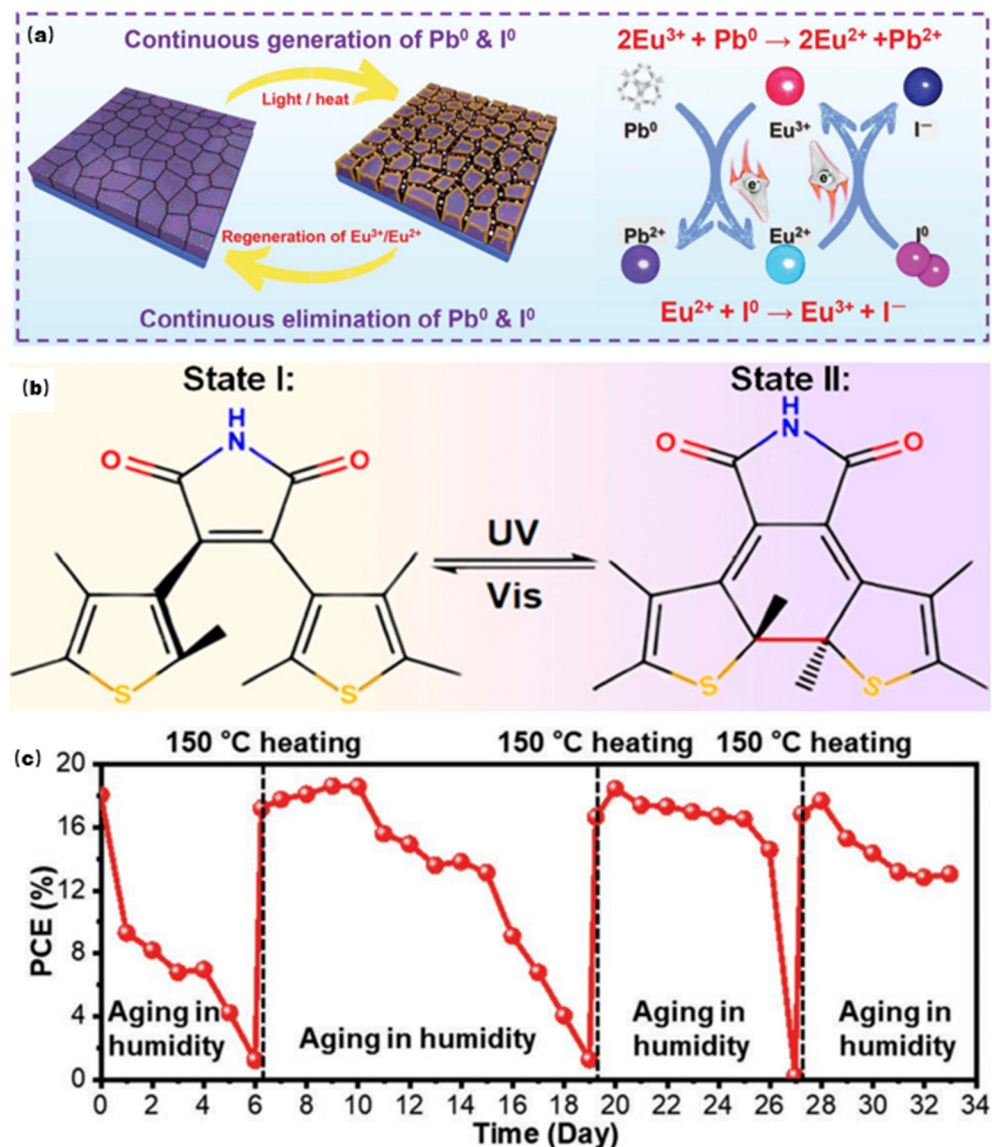 (a)
Continuous generation of Pb⁰ & I⁰
Light / heat
Regeneration of Eu³⁺/Eu²⁺
Continuous elimination of Pb⁰ & I⁰
2Eu³⁺ + Pb⁰ → 2Eu²⁺ +Pb²⁺
Pb⁰ Eu³⁺ I⁻
e⁻ e⁻
Pb²⁺ Eu²⁺ I⁰
Eu²⁺ + I⁰ → Eu³⁺ + I⁻
(b)
State I: State II:
H H
N N
O O O O
UV
Vis
S S S S
150 °C heating 150 °C heating 150 °C heating
(c)
PCE (%)
20
16
12
8
4
0
Aging in
humidity
Aging in humidity
Aging in
humidity
Aging in
humidity
0 2 4 6 8 10 12 14 16 18 20 22 24 26 28 30 32 34
Time (Day)